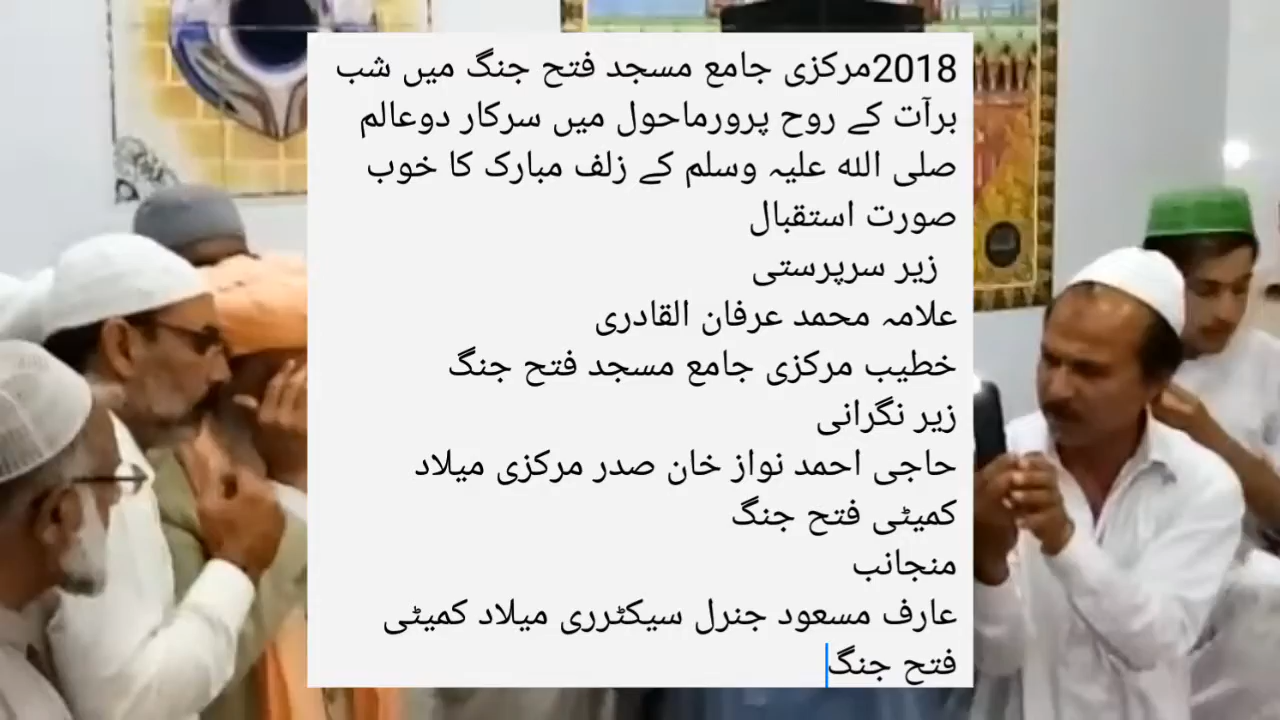 2018مرکزی جامع مسجد فتح جنگ میں شب
برآت کے روح پرورماحول میں سرکار دوعالم
صلی اللہ علیہ وسلم کے زلف مبارک کا خوب
صورت استقبال
زیر سرپرستی
علامہ محمد عرفان القادری
خطیب مرکزی جامع مسجد فتح جنگ
زیر نگرانی
حاجی احمد نواز خان صدر مرکزی میلاد
کمیٹی فتح جنگ
منجانب
عارف مسعود جنرل سیکٹرری میلاد کمیٹی
فتح جنگ